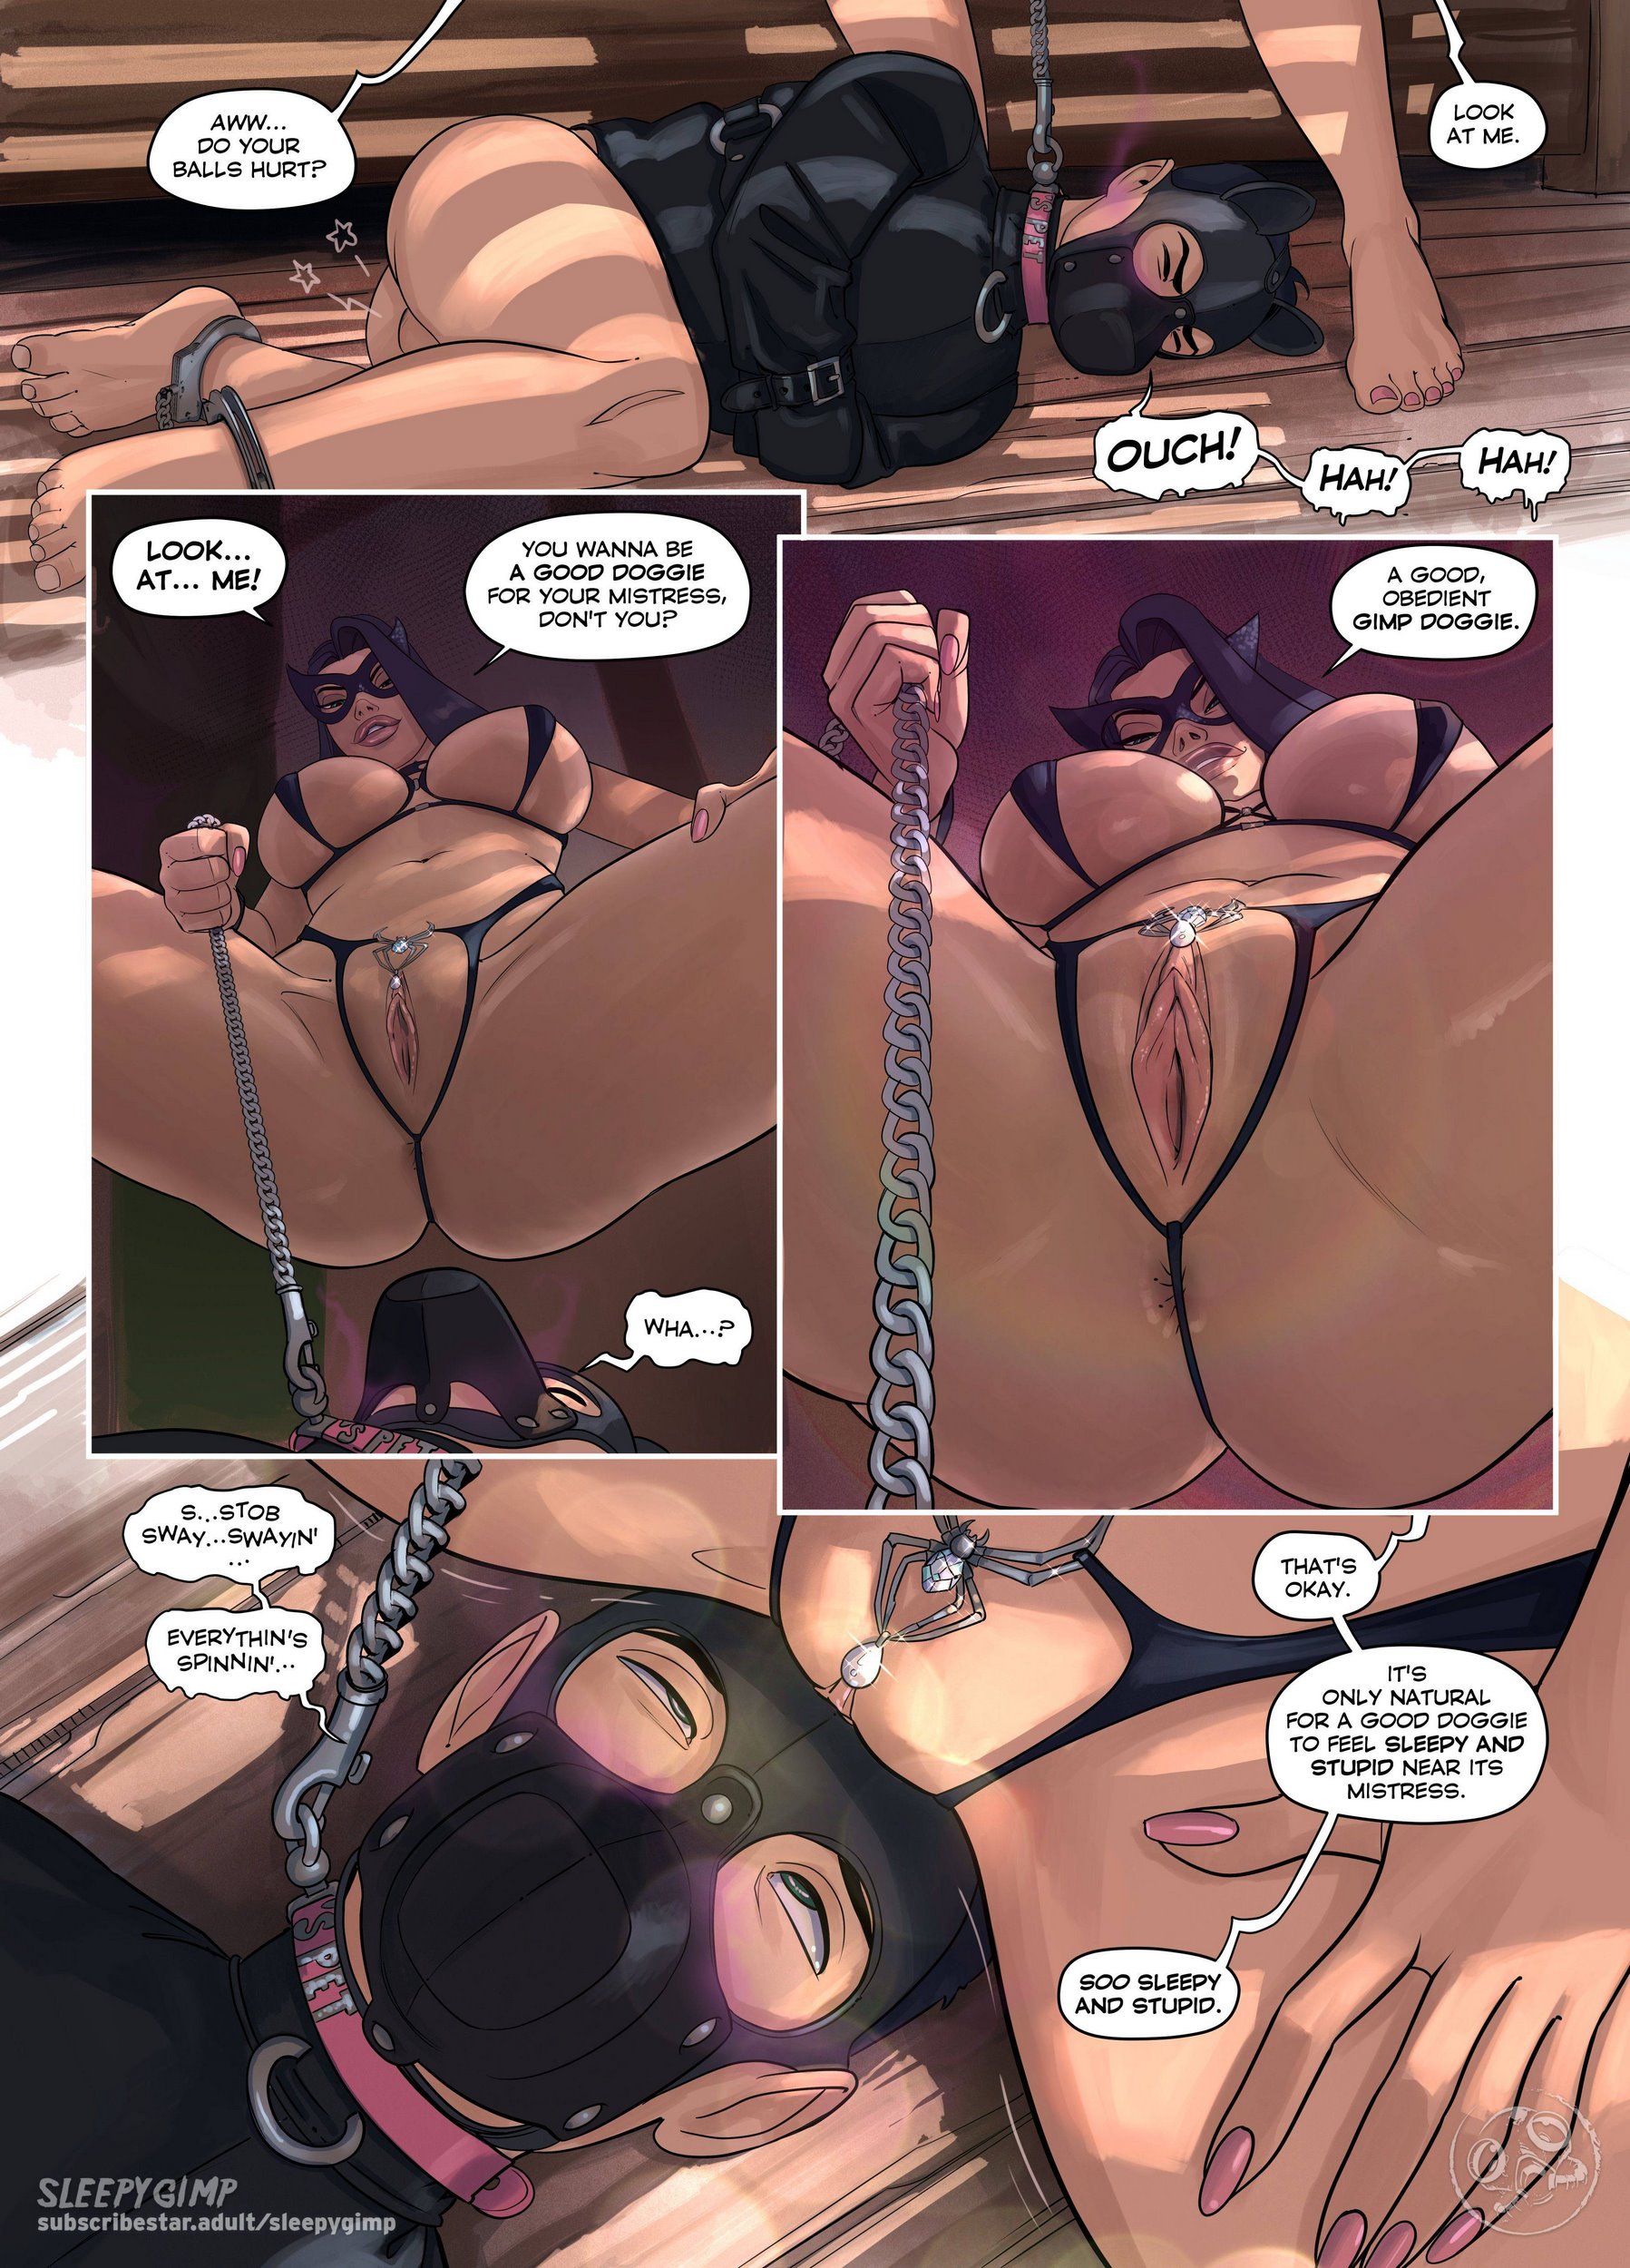 AWW...
DO YOUR
BALLS HURT?
LOOK
AT ME.
'S PET
OUCH!
HAH!
HAH!
LOOK...
AT... ME!
YOU WANNA BE
A GOOD DOGGIE
FOR YOUR MISTRESS,
DON'T YOU?
WHA...?
'S PET
A GOOD,
OBEDIENT
GIMP DOGGIE.
S...STOB
SWAY...SWAYIN'
...
EVERYTHIN'S
SPINNIN'...
'S PET
THAT'S
OKAY.
IT'S
ONLY NATURAL
FOR A GOOD DOGGIE
TO FEEL SLEEPY AND
STUPID NEAR ITS
MISTRESS.
SOO SLEEPY
AND STUPID.
SLEEPYGIMP
subscribestar.adult/sleepygimp